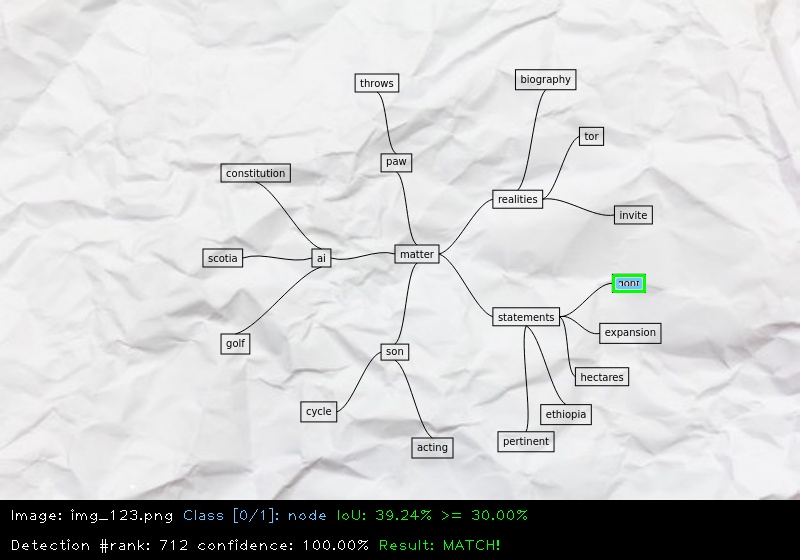 biography
throws
tor
paw
constitution
realities
invite
matter
scotia
ai
statements
expansion
golf
son
hectares
cycle
ethiopia
pertinent
acting
Image: img_123.png Class [0/1]: node IoU: 39.24% >= 30.00%
Detection #rank: 712 confidence: 100.00% Result: MATCH!